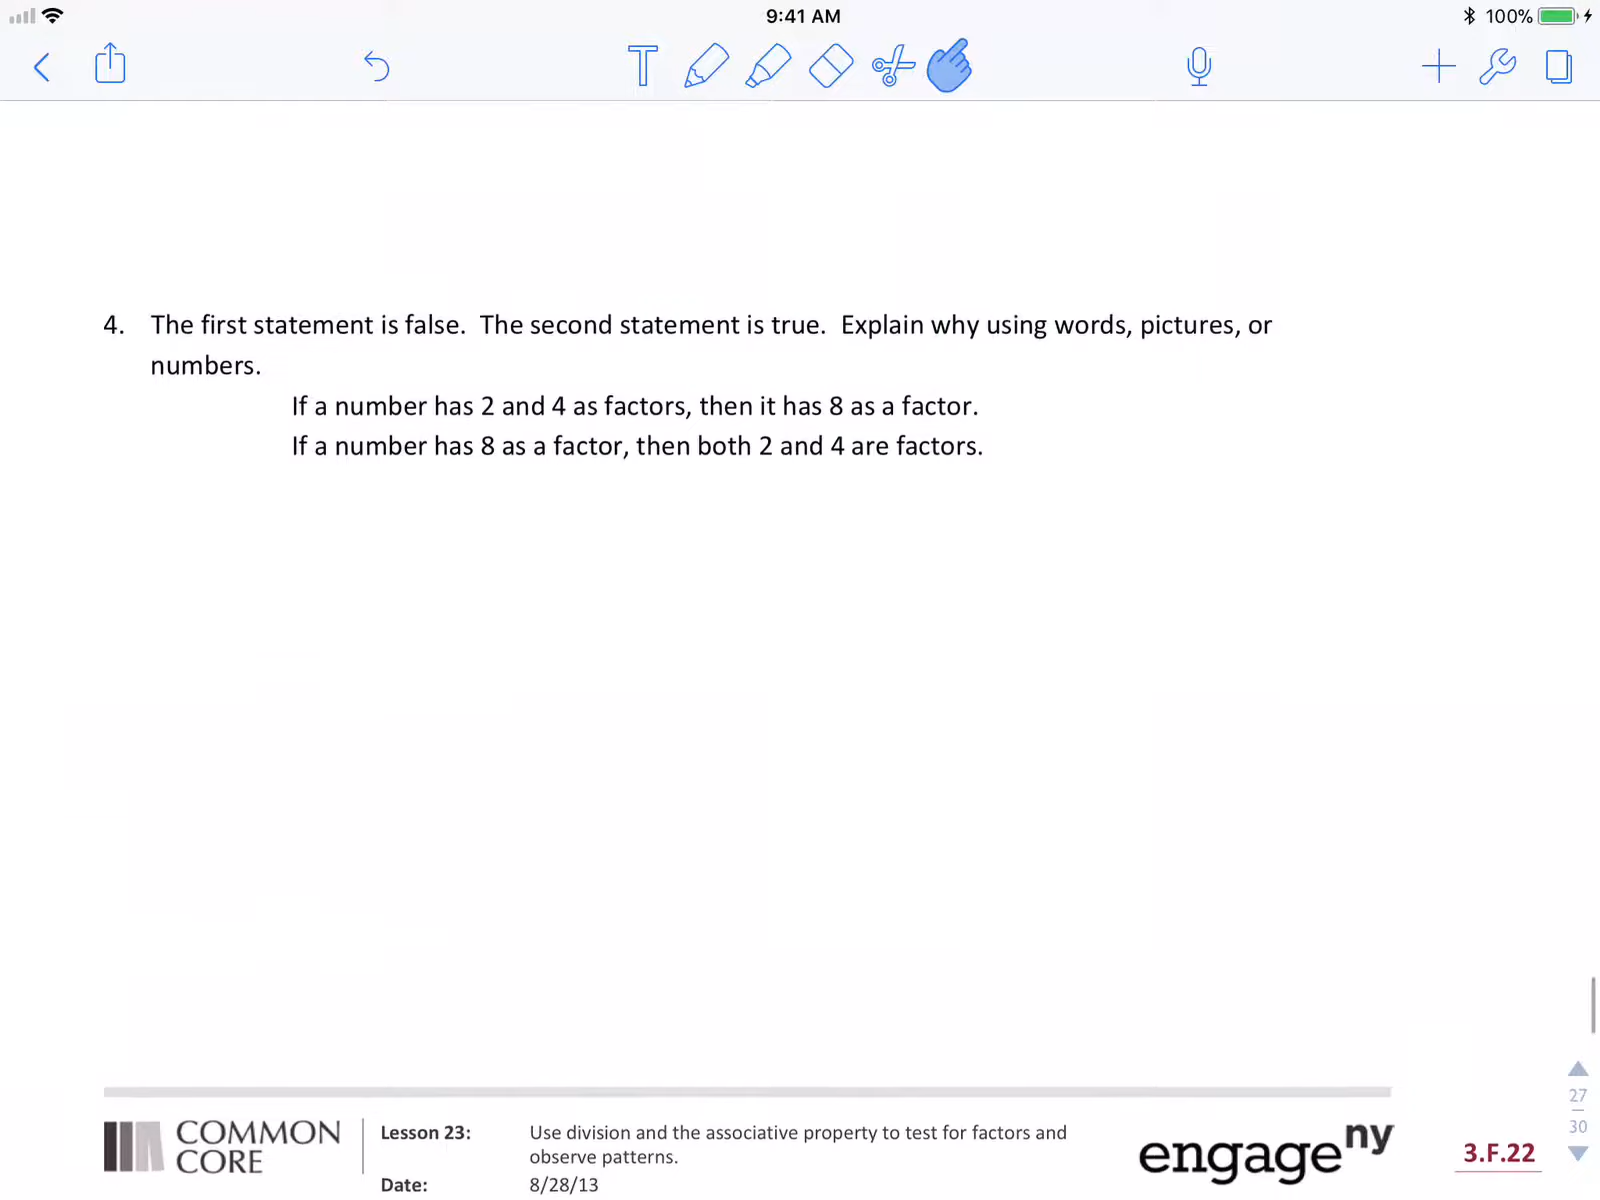 9:41 AM
100%
T
4. The first statement is false. The second statement is true. Explain why using words, pictures, or
numbers.
If a number has 2 and 4 as factors, then it has 8 as a factor.
If a number has 8 as a factor, then both 2 and 4 are factors.
27
30
COMMON
CORE
Lesson 23:
Use division and the associative property to test for factors and
observe patterns.
Date:
8/28/13
engageny
3.F.22